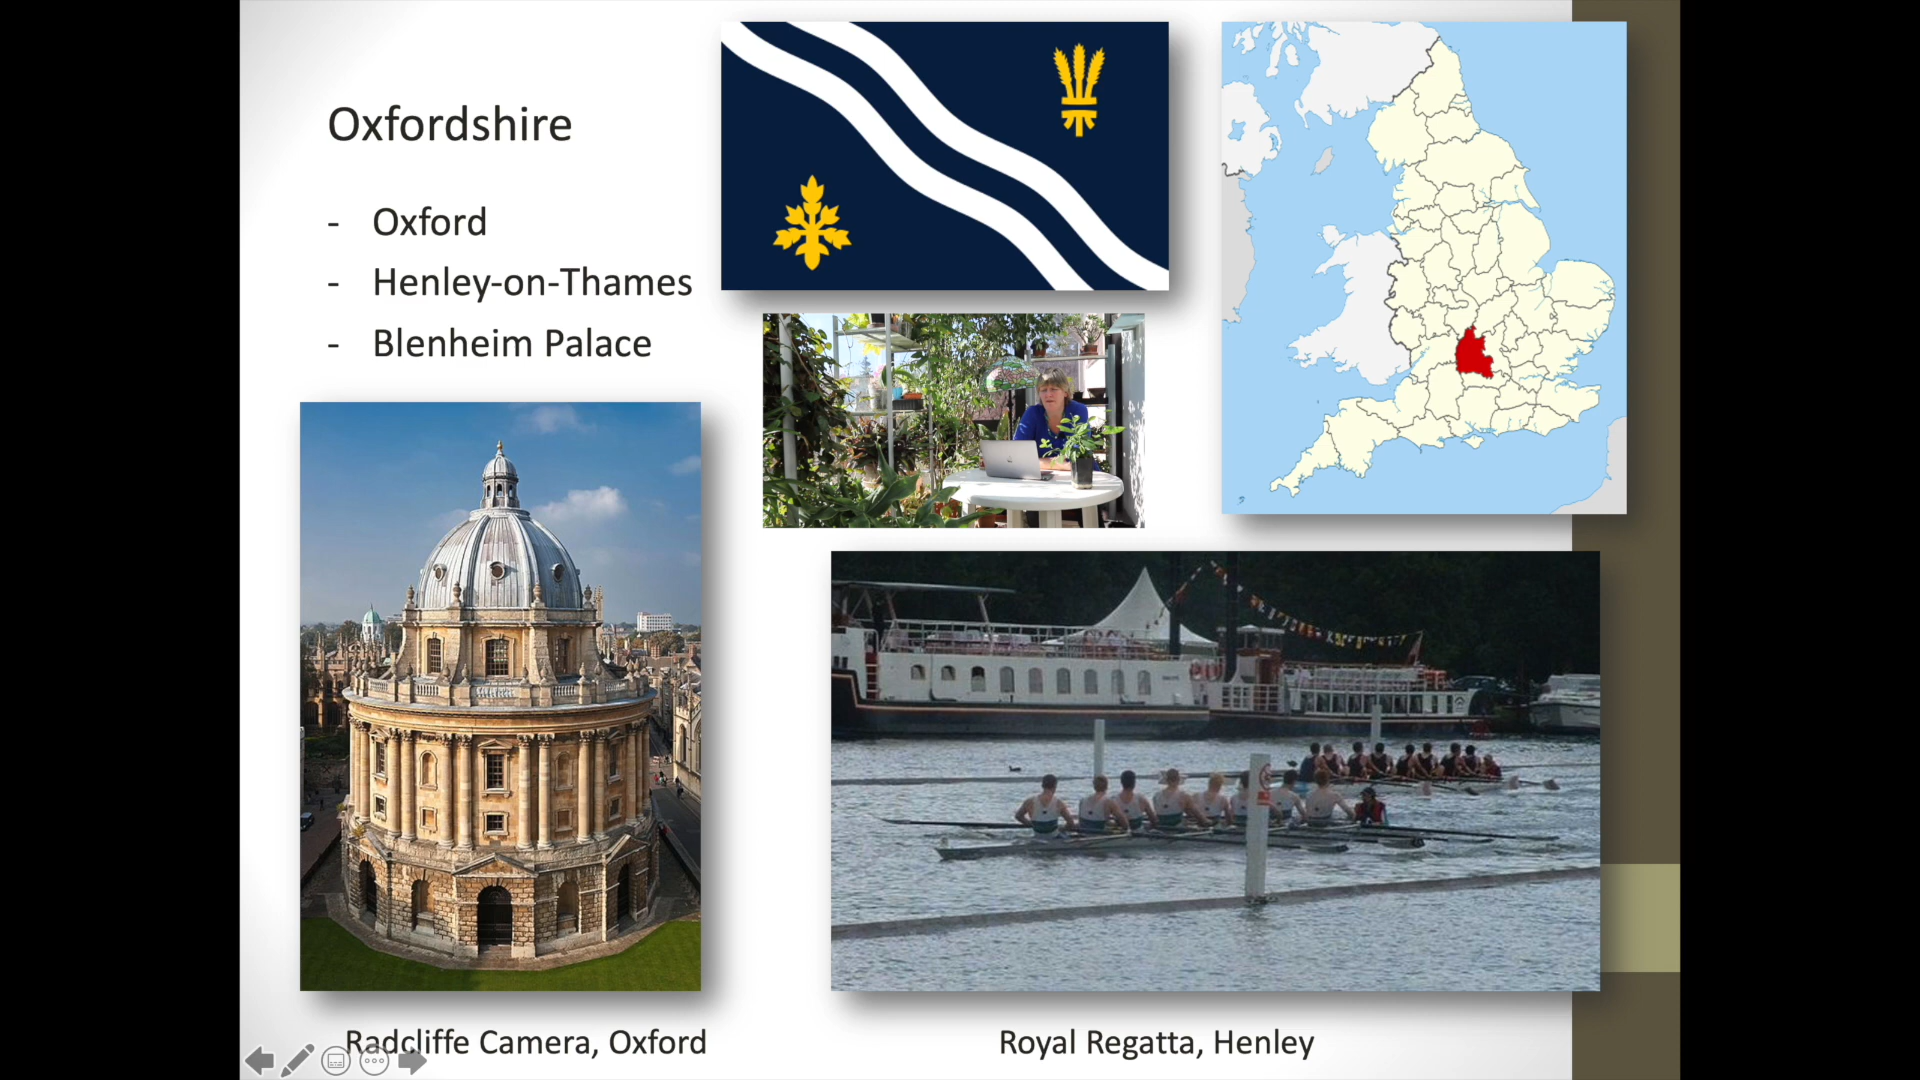 Oxfordshire
- Oxford
- Henley-on-Thames
- Blenheim Palace
Radcliffe Camera, Oxford
Royal Regatta, Henley